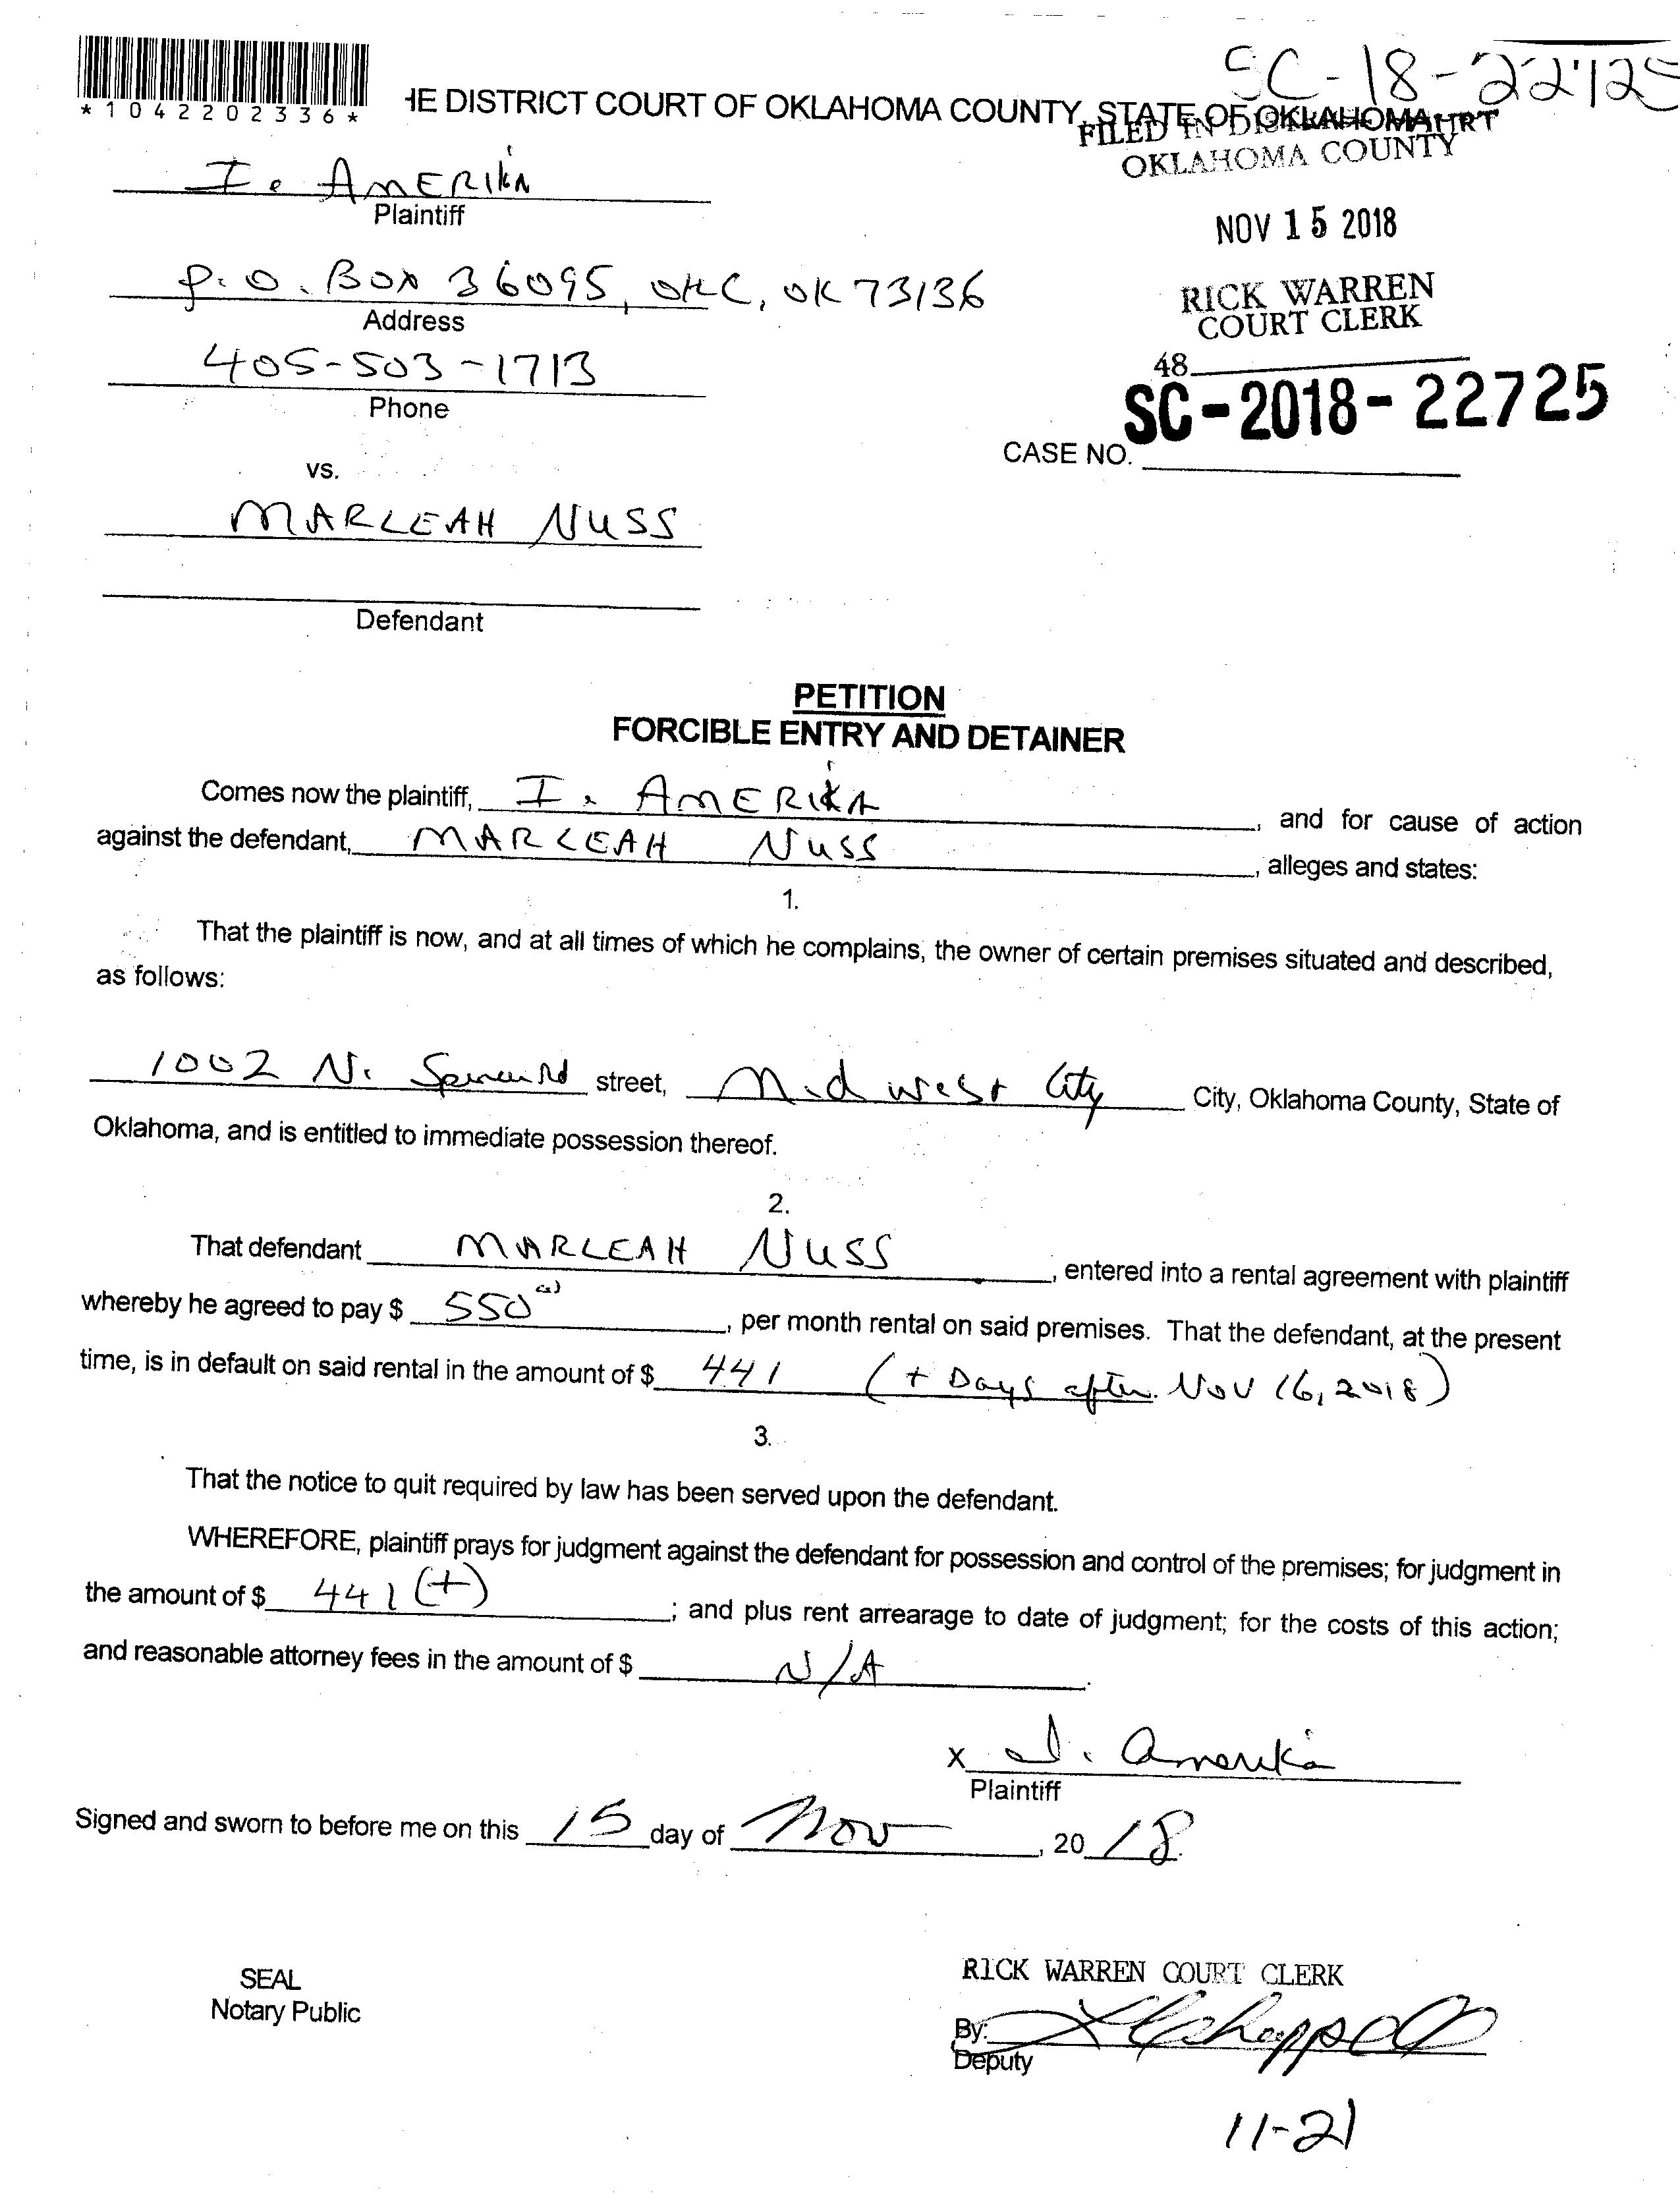 SC-18-22725
*1042202336*
HE DISTRICT COURT OF OKLAHOMA COUNTY, STATE OF OKLAHOMA
FILED IN DISTRICT COURT
OKLAHOMA COUNTY
I. AMERIKA
Plaintiff
NOV 15 2018
P.O. BOX 36095, OKC, OK 73136
Address
RICK WARREN
COURT CLERK
405-503-1713
Phone
48
SC-2018-22725
CASE NO.
vs.
MARLEAH NUSS
Defendant
PETITION
FORCIBLE ENTRY AND DETAINER
Comes now the plaintiff, I. AMERIKA, and for cause of action
against the defendant, MARLEAH NUSS, alleges and states:
1.
That the plaintiff is now, and at all times of which he complains, the owner of certain premises situated and described,
as follows:
1002 N. Spencer Rd street, Midwest City City, Oklahoma County, State of
Oklahoma, and is entitled to immediate possession thereof.
2.
That defendant MARLEAH NUSS, entered into a rental agreement with plaintiff
whereby he agreed to pay $ 550 00, per month rental on said premises. That the defendant, at the present
time, is in default on said rental in the amount of $ 441 (+ Days after Nov 16, 2018)
3.
That the notice to quit required by law has been served upon the defendant.
WHEREFORE, plaintiff prays for judgment against the defendant for possession and control of the premises; for judgment in
the amount of $ 441 (+); and plus rent arrearage to date of judgment; for the costs of this action;
and reasonable attorney fees in the amount of $ N/A.
X I. Amerika
Plaintiff
Signed and sworn to before me on this 15 day of Nov, 20 18.
SEAL
Notary Public
RICK WARREN COURT CLERK
By:
Deputy
11-21